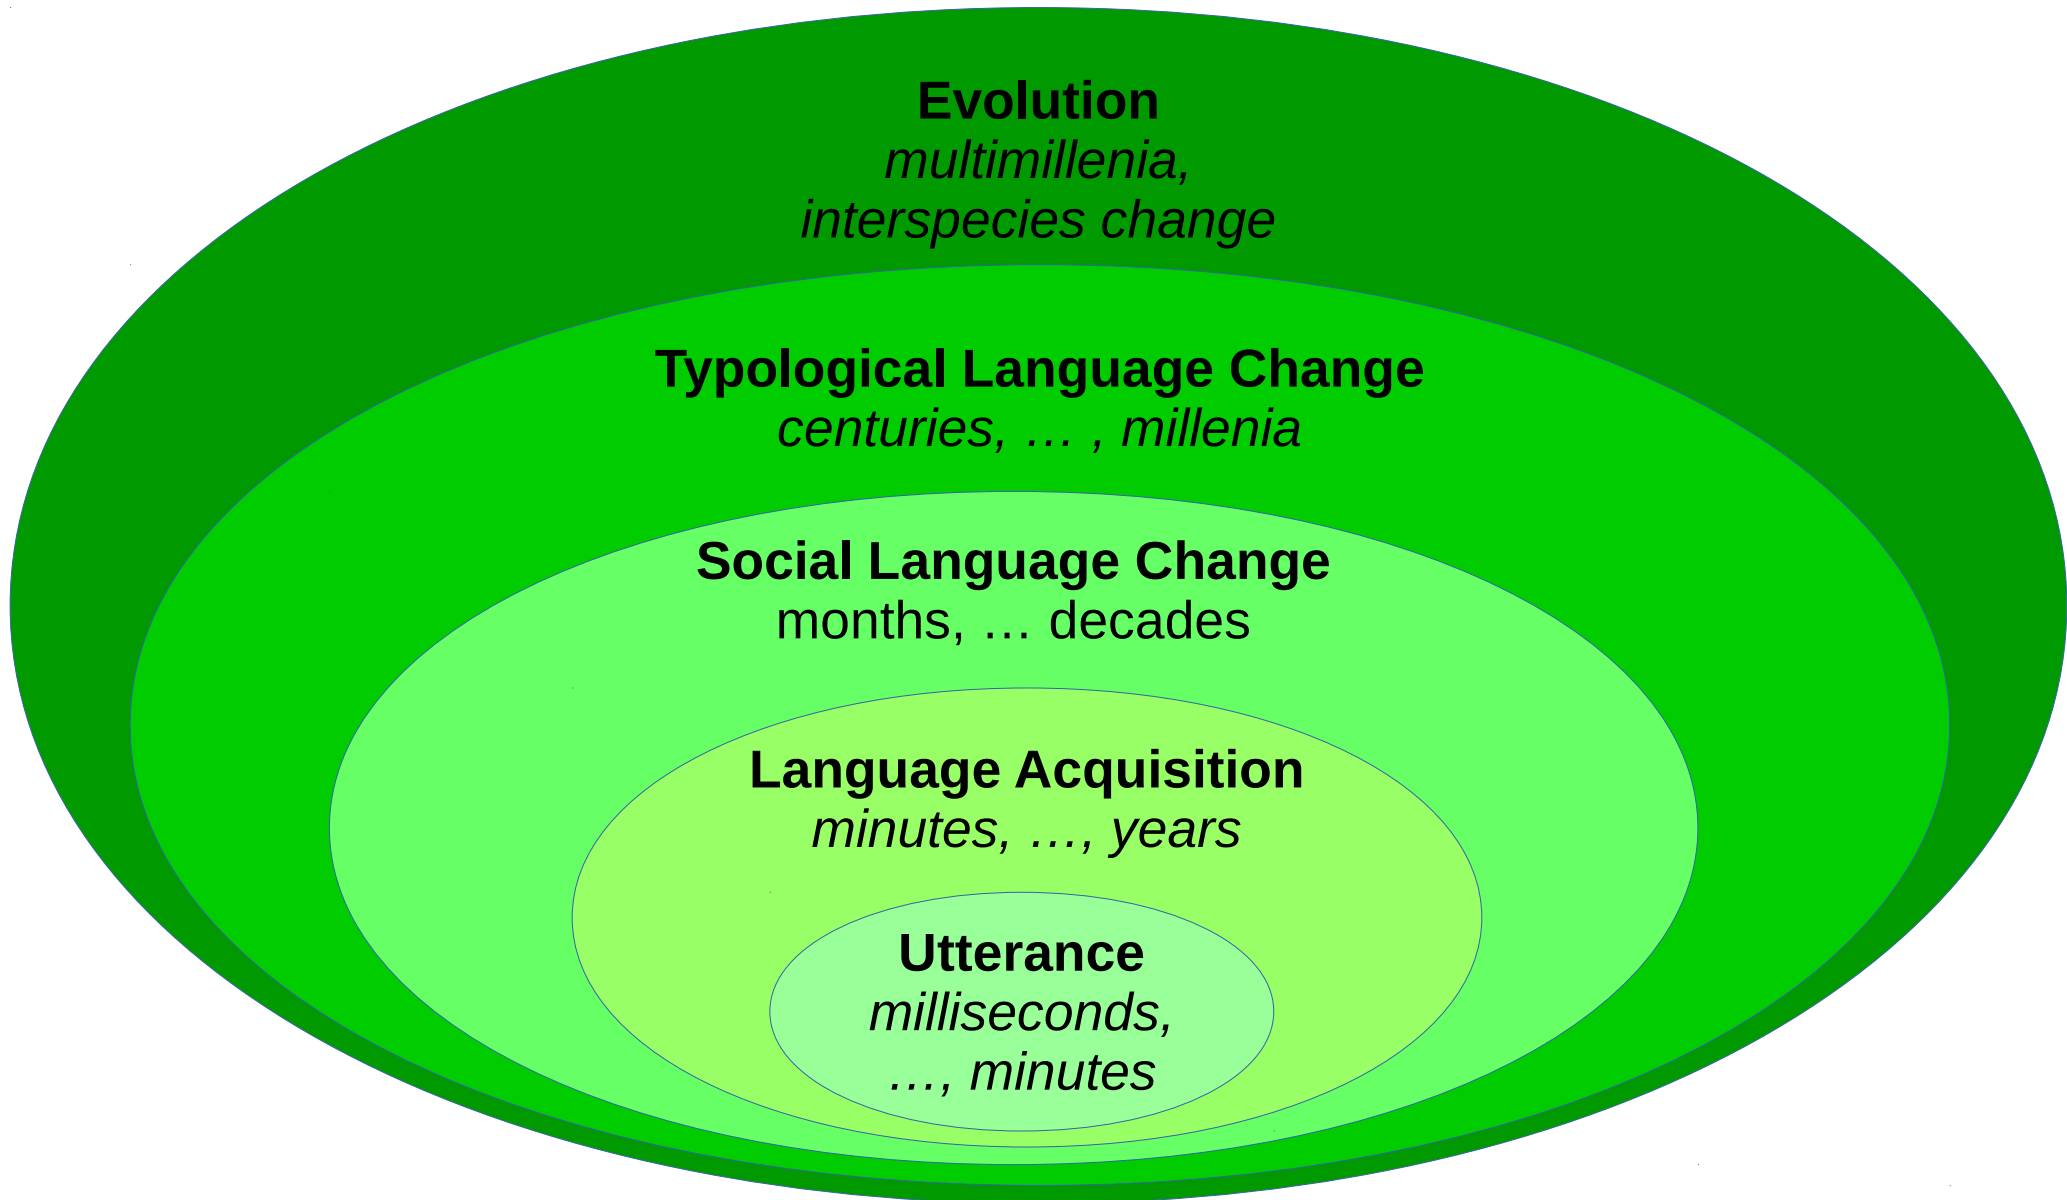 Evolution
multimillenia,
interspecies change
Typological Language Change
centuries, … , millenia
Social Language Change
months, … decades
Language Acquisition
minutes, …, years
Utterance
milliseconds,
…, minutes